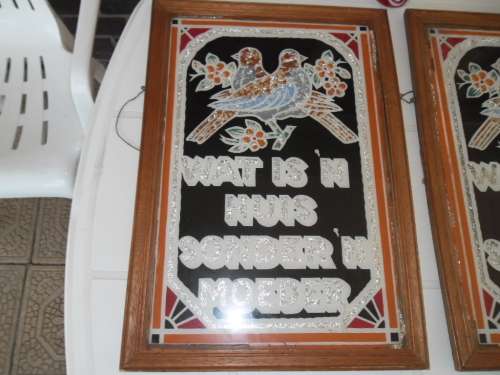 WAT IS 'N
HUIS
SONDER 'N
MOEDER